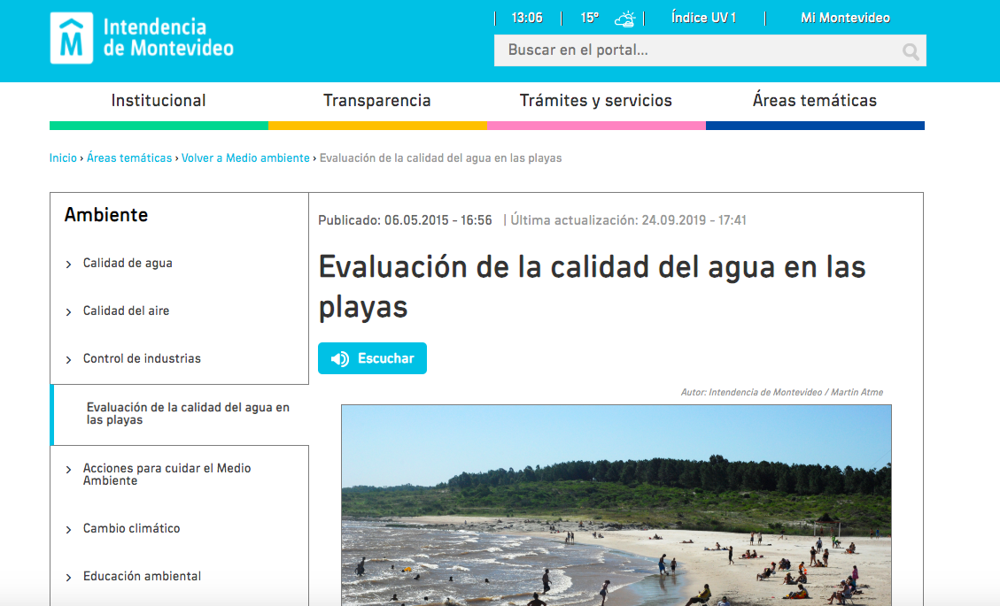 Intendencia
de Montevideo
13:06
15°
Índice UV 1
Mi Montevideo
Buscar en el portal...
Institucional
Transparencia
Trámites y servicios
Áreas temáticas
Inicio › Áreas temáticas › Volver a Medio ambiente › Evaluación de la calidad del agua en las playas
Ambiente
Calidad de agua
Calidad del aire
Control de industrias
Evaluación de la calidad del agua en
las playas
Acciones para cuidar el Medio
Ambiente
Cambio climático
Educación ambiental
Publicado: 06.05.2015 - 16:56 | Última actualización: 24.09.2019 - 17:41
Evaluación de la calidad del agua en las
playas
Escuchar
Autor: Intendencia de Montevideo / Martin Atme